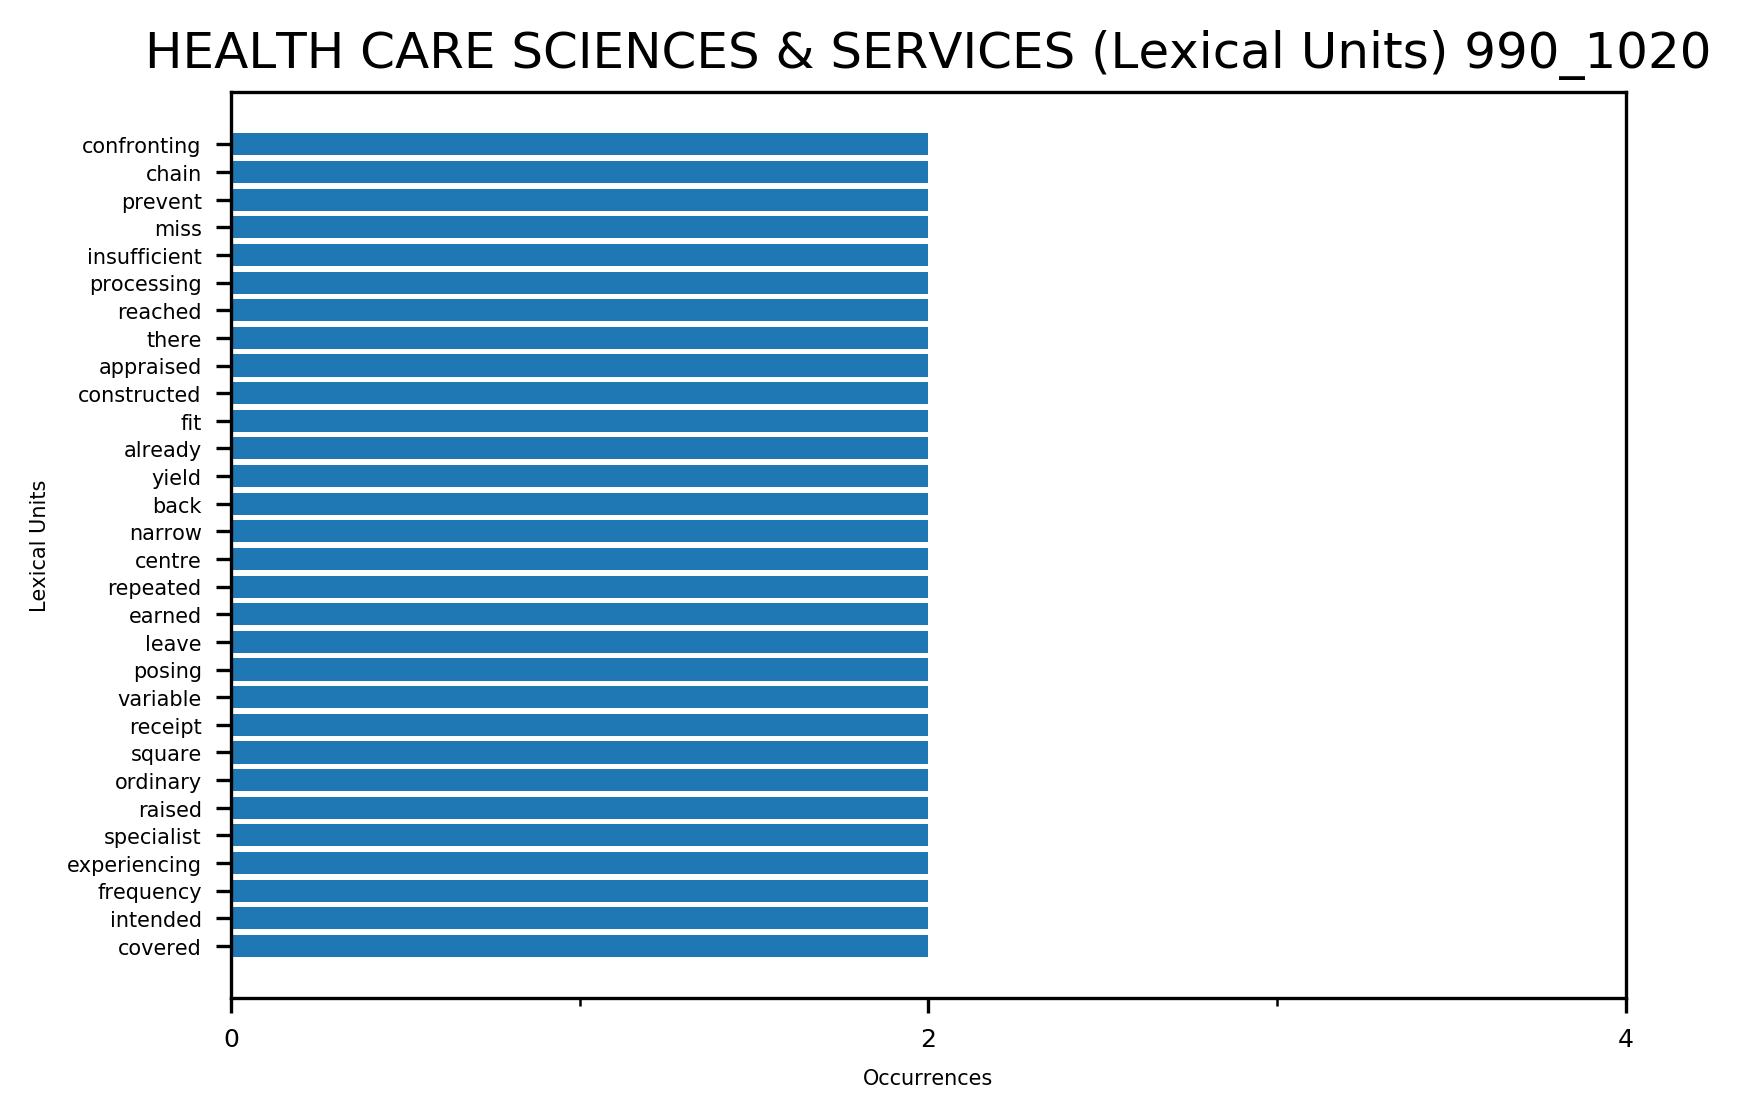 HEALTH CARE SCIENCES & SERVICES (Lexical Units) 990_1020
confronting
chain
prevent
miss
insufficient
processing
reached
there
appraised
constructed
fit
already
yield
back
narrow
centre
repeated
earned
leave
posing
variable
receipt
square
ordinary
raised
specialist
experiencing
frequency
intended
covered
Lexical Units
0 2 4
Occurrences